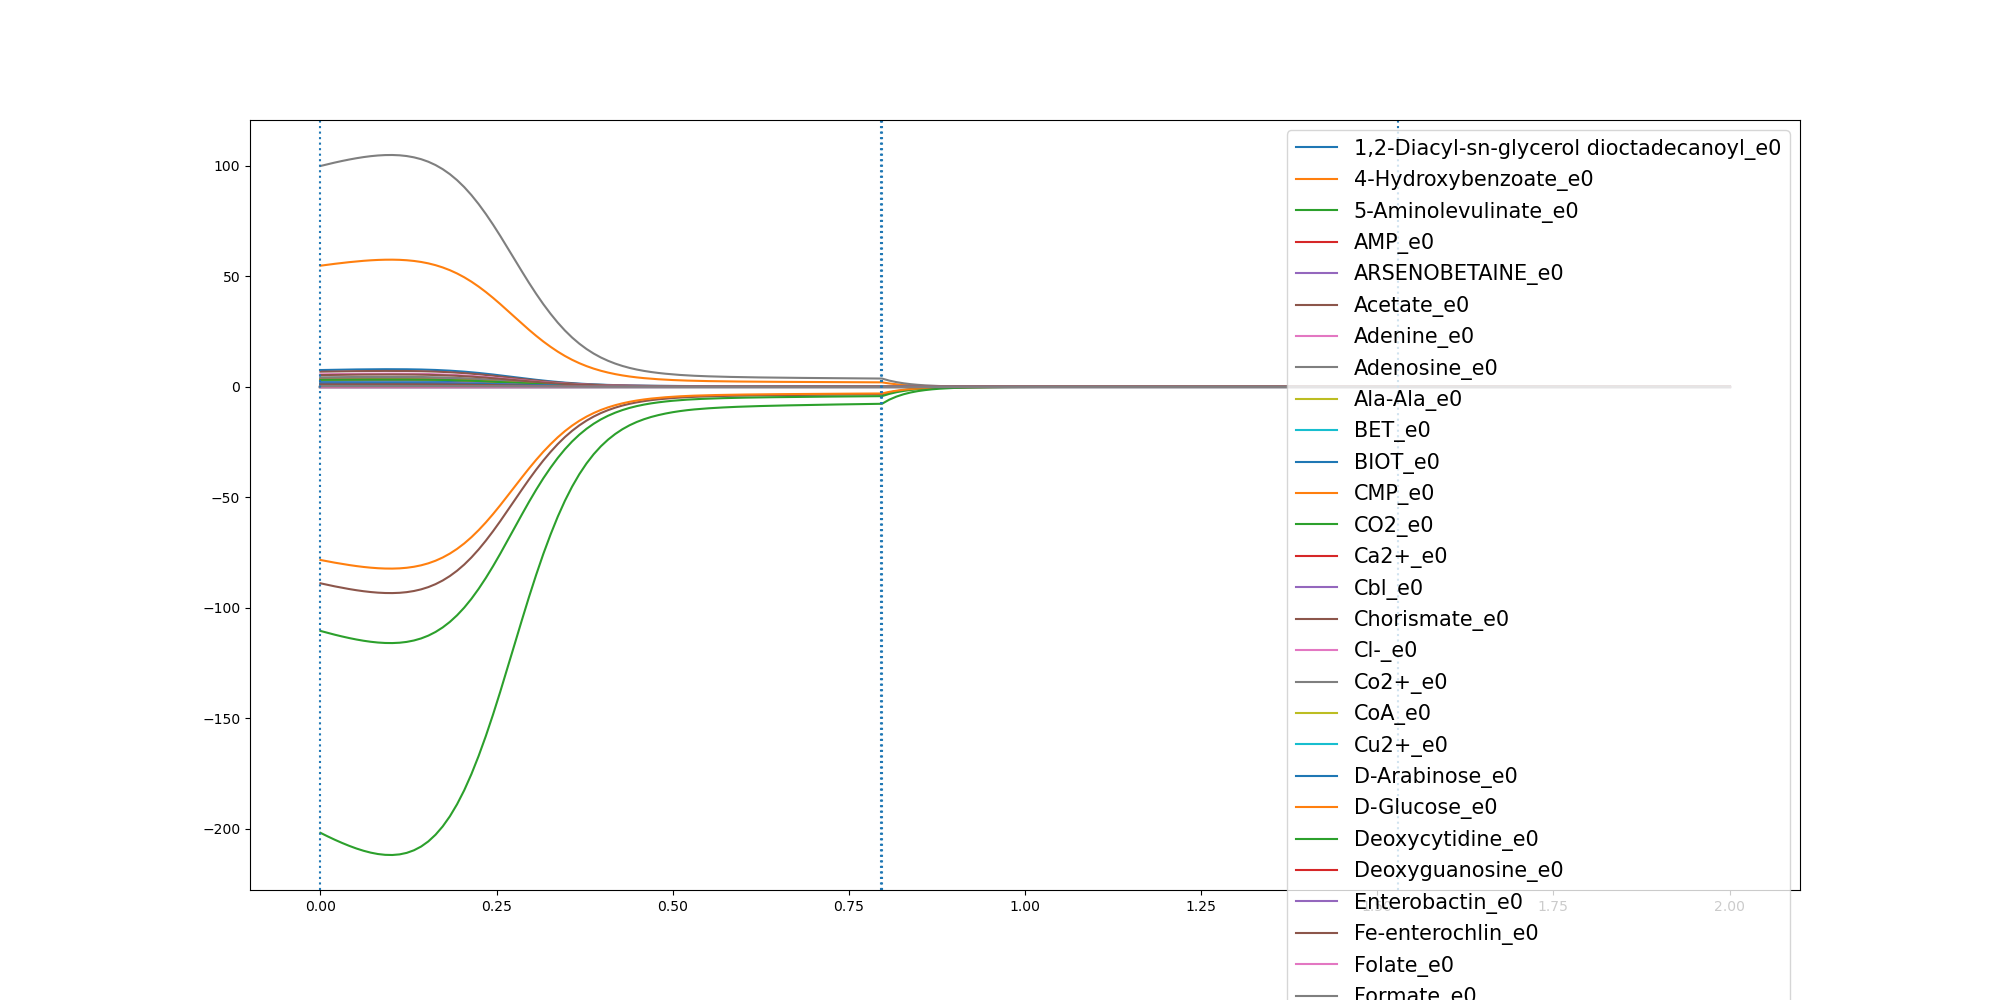 100
50
0
−50
−100
−150
−200
0.00
0.25
0.50
0.75
1.00
1.25
1.50
1.75
2.00
1,2-Diacyl-sn-glycerol dioctadecanoyl_e0
4-Hydroxybenzoate_e0
5-Aminolevulinate_e0
AMP_e0
ARSENOBETAINE_e0
Acetate_e0
Adenine_e0
Adenosine_e0
Ala-Ala_e0
BET_e0
BIOT_e0
CMP_e0
CO2_e0
Ca2+_e0
Cbl_e0
Chorismate_e0
Cl-_e0
Co2+_e0
CoA_e0
Cu2+_e0
D-Arabinose_e0
D-Glucose_e0
Deoxycytidine_e0
Deoxyguanosine_e0
Enterobactin_e0
Fe-enterochlin_e0
Folate_e0
Formate_e0